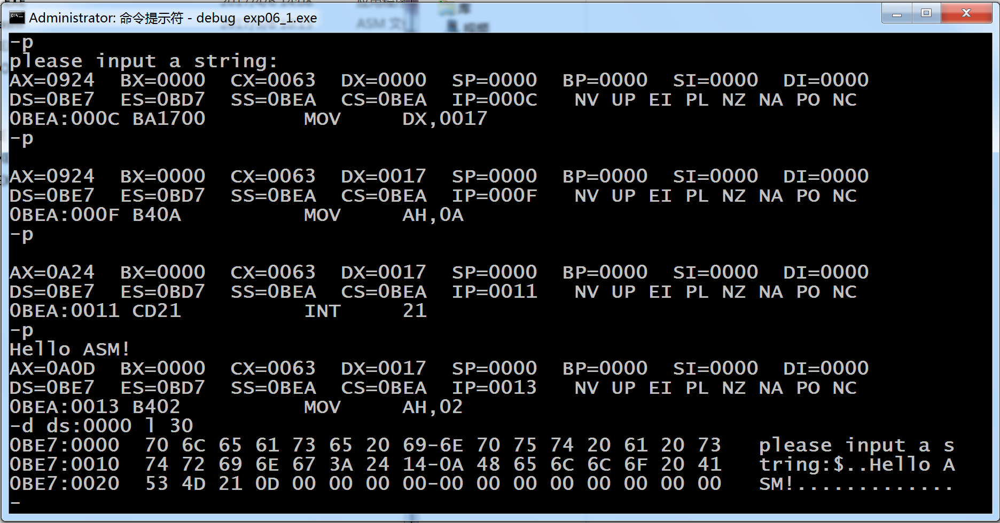 Administrator: 命令提示符 - debug  exp06_1.exe
-p
please input a string:
AX=0924  BX=0000  CX=0063  DX=0000  SP=0000  BP=0000  SI=0000  DI=0000
DS=0BE7  ES=0BD7  SS=0BEA  CS=0BEA  IP=000C   NV UP EI PL NZ NA PO NC
0BEA:000C BA1700        MOV     DX,0017
-p

AX=0924  BX=0000  CX=0063  DX=0017  SP=0000  BP=0000  SI=0000  DI=0000
DS=0BE7  ES=0BD7  SS=0BEA  CS=0BEA  IP=000F   NV UP EI PL NZ NA PO NC
0BEA:000F B40A          MOV     AH,0A
-p

AX=0A24  BX=0000  CX=0063  DX=0017  SP=0000  BP=0000  SI=0000  DI=0000
DS=0BE7  ES=0BD7  SS=0BEA  CS=0BEA  IP=0011   NV UP EI PL NZ NA PO NC
0BEA:0011 CD21          INT     21
-p
Hello ASM!
AX=0A0D  BX=0000  CX=0063  DX=0017  SP=0000  BP=0000  SI=0000  DI=0000
DS=0BE7  ES=0BD7  SS=0BEA  CS=0BEA  IP=0013   NV UP EI PL NZ NA PO NC
0BEA:0013 B402          MOV     AH,02
-d ds:0000 l 30
0BE7:0000  70 6C 65 61 73 65 20 69-6E 70 75 74 20 61 20 73   please input a s
0BE7:0010  74 72 69 6E 67 3A 24 14-0A 48 65 6C 6C 6F 20 41   tring:$..Hello A
0BE7:0020  53 4D 21 0D 00 00 00 00-00 00 00 00 00 00 00 00   SM!.............
-